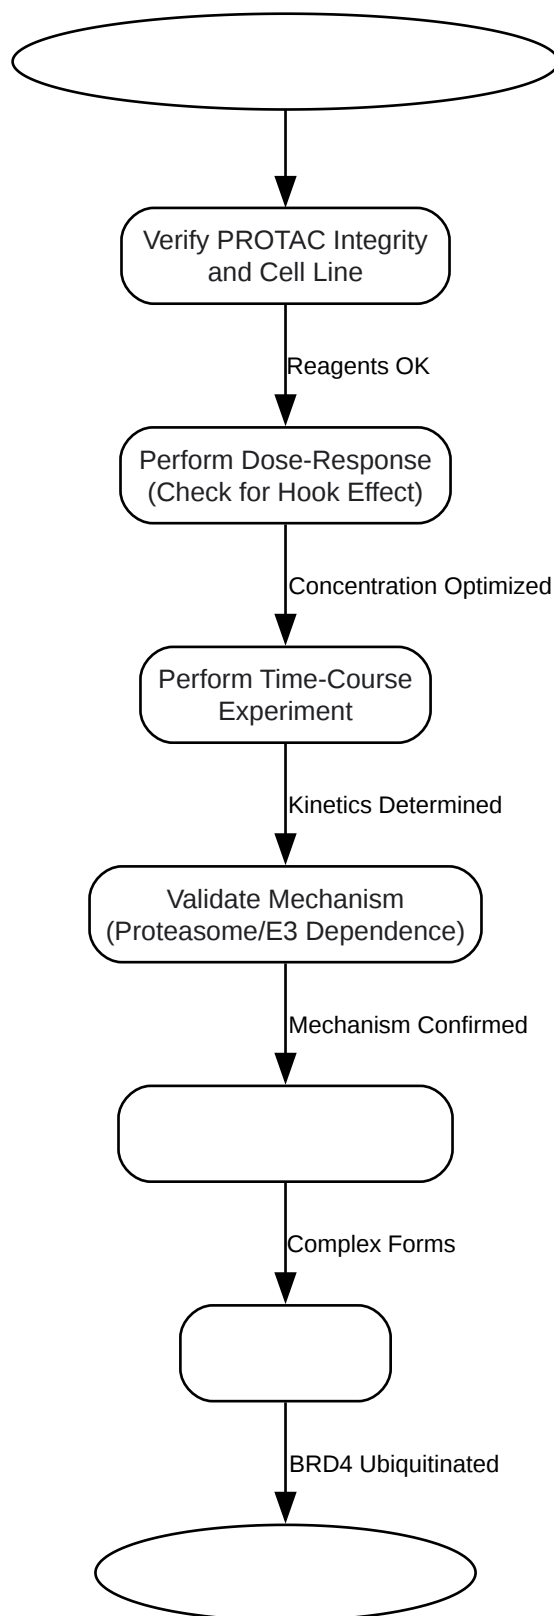 Verify PROTAC Integrity
and Cell Line
Reagents OK
Perform Dose-Response
(Check for Hook Effect)
Concentration Optimized
Perform Time-Course
Experiment
Kinetics Determined
Validate Mechanism
(Proteasome/E3 Dependence)
Mechanism Confirmed
Complex Forms
BRD4 Ubiquitinated